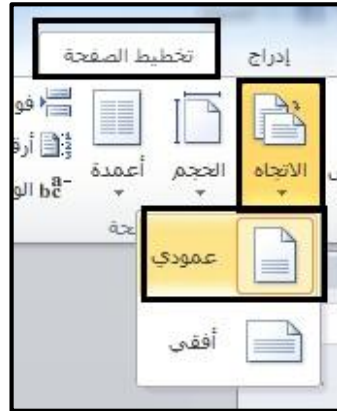 إدراج تخطيط الصفحة
الاتجاه الحجم أعمدة
عمودي
أفقي